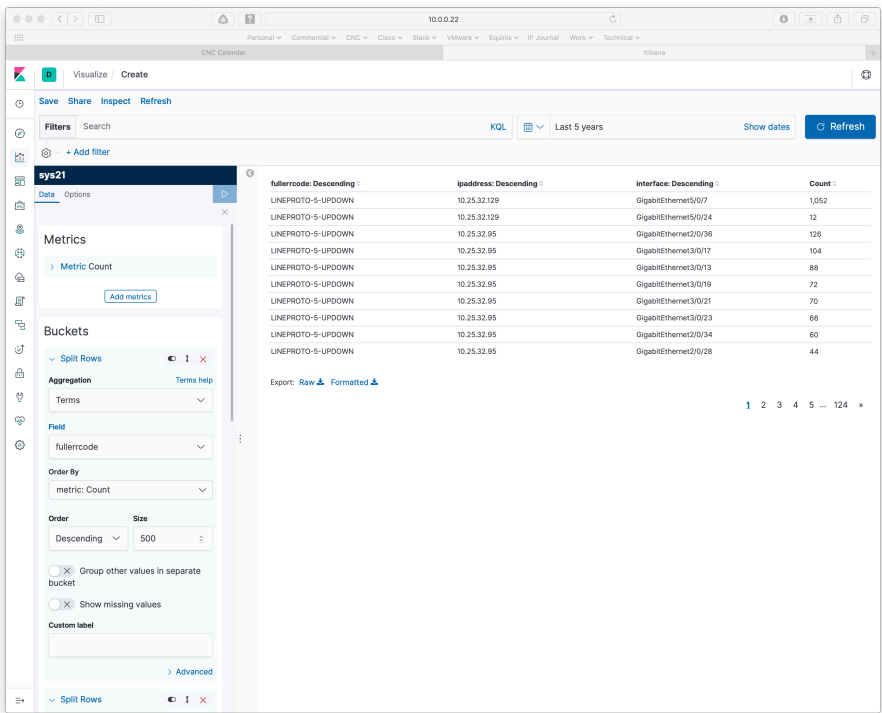 10.0.0.22
Personal Commercial CNC Cisco Slack VMware Equinix IP Journal Work Technical
CNC Calendar Kibana
D Visualize / Create
Save Share Inspect Refresh
Filters Search KQL Last 5 years Show dates Refresh
+ Add filter
sys21
Data Options
Metrics
Metric Count
Add metrics
Buckets
Split Rows
Aggregation Terms help
Terms
Field
fullerrcode
Order By
metric: Count
Order Size
Descending 500
Group other values in separate
bucket
Show missing values
Custom label
> Advanced
Split Rows
fullerrcode: Descending ipaddress: Descending interface: Descending Count
LINEPROTO-5-UPDOWN 10.25.32.129 GigabitEthernet5/0/7 1,052
LINEPROTO-5-UPDOWN 10.25.32.129 GigabitEthernet5/0/24 12
LINEPROTO-5-UPDOWN 10.25.32.95 GigabitEthernet2/0/36 126
LINEPROTO-5-UPDOWN 10.25.32.95 GigabitEthernet3/0/17 104
LINEPROTO-5-UPDOWN 10.25.32.95 GigabitEthernet3/0/13 88
LINEPROTO-5-UPDOWN 10.25.32.95 GigabitEthernet3/0/19 72
LINEPROTO-5-UPDOWN 10.25.32.95 GigabitEthernet3/0/21 70
LINEPROTO-5-UPDOWN 10.25.32.95 GigabitEthernet3/0/23 66
LINEPROTO-5-UPDOWN 10.25.32.95 GigabitEthernet2/0/34 60
LINEPROTO-5-UPDOWN 10.25.32.95 GigabitEthernet2/0/28 44
Export: Raw Formatted
1 2 3 4 5 ... 124 »